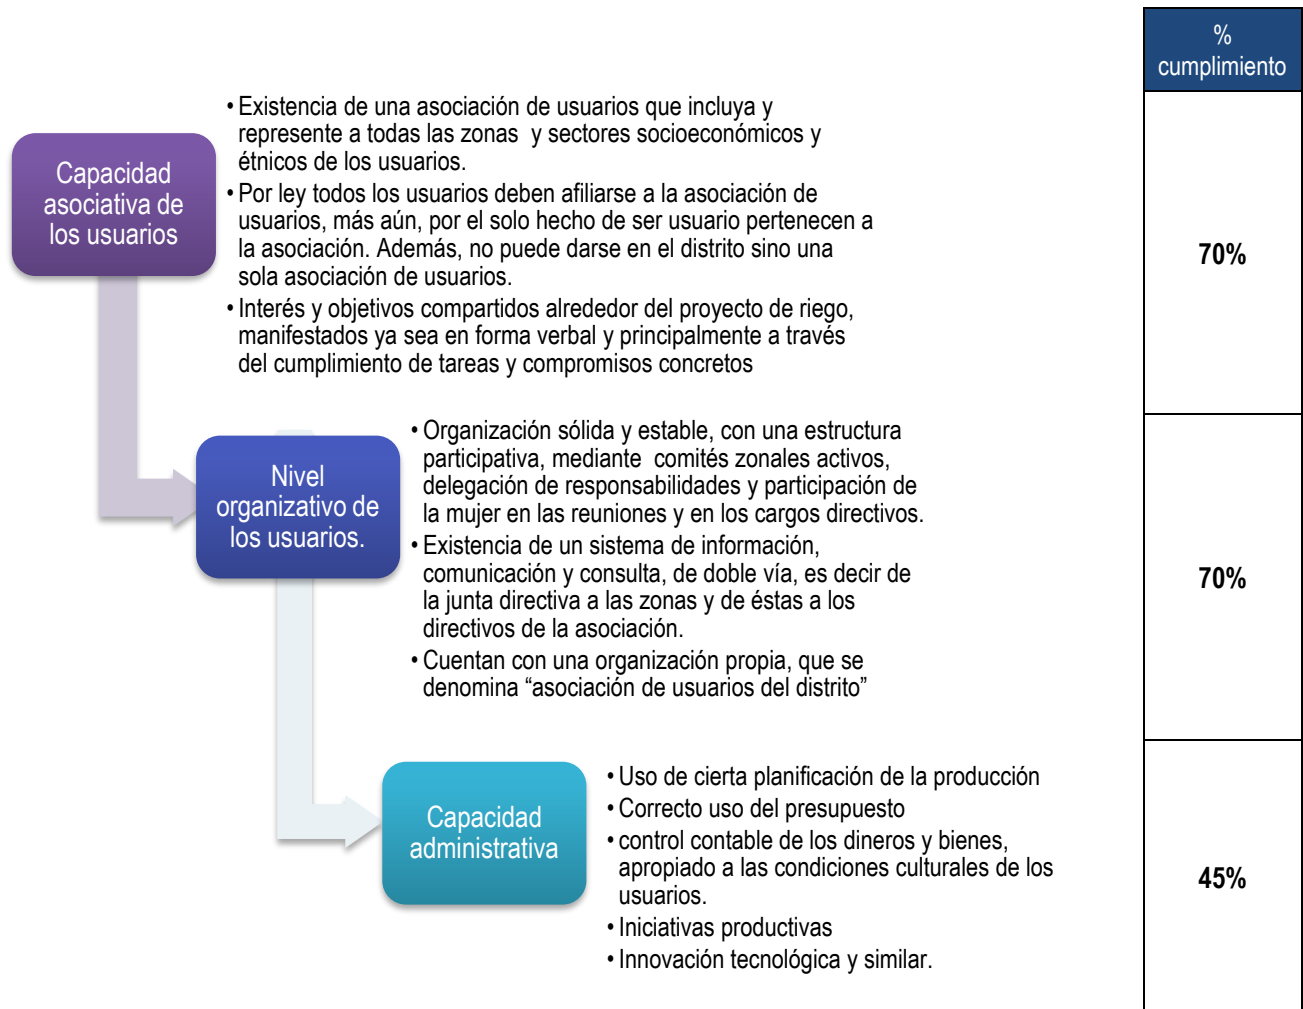 %
cumplimiento
Capacidad
asociativa de
los usuarios
• Existencia de una asociación de usuarios que incluya y
represente a todas las zonas y sectores socioeconómicos y
étnicos de los usuarios.
• Por ley todos los usuarios deben afiliarse a la asociación de
usuarios, más aún, por el solo hecho de ser usuario pertenecen a
la asociación. Además, no puede darse en el distrito sino una
sola asociación de usuarios.
• Interés y objetivos compartidos alrededor del proyecto de riego,
manifestados ya sea en forma verbal y principalmente a través
del cumplimiento de tareas y compromisos concretos
70%
Nivel
organizativo de
los usuarios.
• Organización sólida y estable, con una estructura
participativa, mediante comités zonales activos,
delegación de responsabilidades y participación de
la mujer en las reuniones y en los cargos directivos.
• Existencia de un sistema de información,
comunicación y consulta, de doble vía, es decir de
la junta directiva a las zonas y de éstas a los
directivos de la asociación.
• Cuentan con una organización propia, que se
denomina “asociación de usuarios del distrito”
70%
Capacidad
administrativa
• Uso de cierta planificación de la producción
• Correcto uso del presupuesto
• control contable de los dineros y bienes,
apropiado a las condiciones culturales de los
usuarios.
• Iniciativas productivas
• Innovación tecnológica y similar.
45%